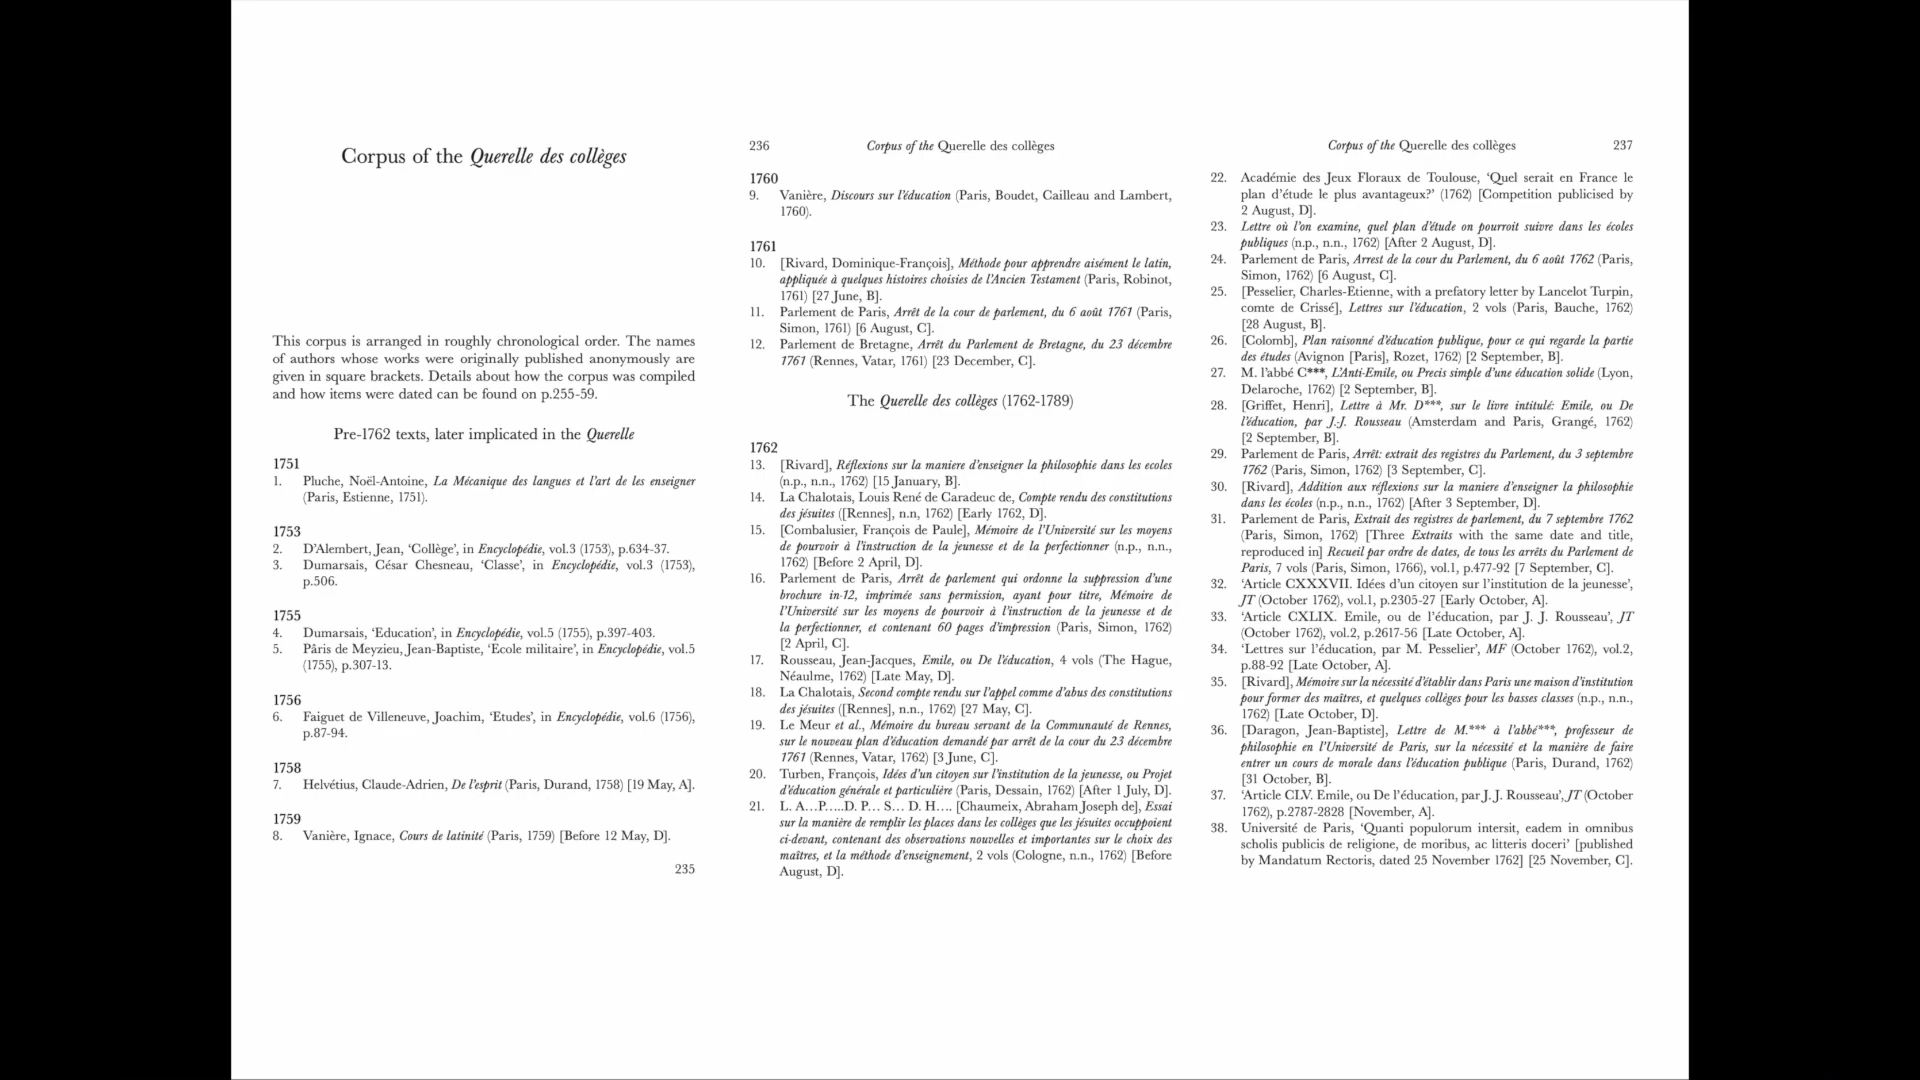 Corpus of the Querelle des collèges
This corpus is arranged in roughly chronological order. The names
of authors whose works were originally published anonymously are
given in square brackets. Details about how the corpus was compiled
and how items were dated can be found on p.255-59.
Pre-1762 texts, later implicated in the Querelle
1751
1. Pluche, Noël-Antoine, La Mécanique des langues et l'art de les enseigner
(Paris, Estienne, 1751).
1753
2. D'Alembert, Jean, 'Collège', in Encyclopédie, vol.3 (1753), p.634-37.
3. Dumarsais, César Chesneau, 'Classe', in Encyclopédie, vol.3 (1753),
p.506.
1755
4. Dumarsais, 'Education', in Encyclopédie, vol.5 (1755), p.397-403.
5. Pâris de Meyzieu, Jean-Baptiste, 'Ecole militaire', in Encyclopédie, vol.5
(1755), p.307-13.
1756
6. Faiguet de Villeneuve, Joachim, 'Etudes', in Encyclopédie, vol.6 (1756),
p.87-94.
1758
7. Helvétius, Claude-Adrien, De l'esprit (Paris, Durand, 1758) [19 May, A].
1759
8. Vanière, Ignace, Cours de latinité (Paris, 1759) [Before 12 May, D].
235
236 Corpus of the Querelle des collèges
1760
9. Vanière, Discours sur l'éducation (Paris, Boudet, Cailleau and Lambert,
1760).
1761
10. [Rivard, Dominique-François], Méthode pour apprendre aisément le latin,
appliquée à quelques histoires choisies de l'Ancien Testament (Paris, Robinot,
1761) [27 June, B].
11. Parlement de Paris, Arrêt de la cour de parlement, du 6 août 1761 (Paris,
Simon, 1761) [6 August, C].
12. Parlement de Bretagne, Arrêt du Parlement de Bretagne, du 23 décembre
1761 (Rennes, Vatar, 1761) [23 December, C].
The Querelle des collèges (1762-1789)
1762
13. [Rivard], Réflexions sur la maniere d'enseigner la philosophie dans les ecoles
(n.p., n.n., 1762) [15 January, B].
14. La Chalotais, Louis René de Caradeuc de, Compte rendu des constitutions
des jésuites ([Rennes], n.n, 1762) [Early 1762, D].
15. [Combalusier, François de Paule], Mémoire de l'Université sur les moyens
de pourvoir à l'instruction de la jeunesse et de la perfectionner (n.p., n.n.,
1762) [Before 2 April, D].
16. Parlement de Paris, Arrêt de parlement qui ordonne la suppression d'une
brochure in-12, imprimée sans permission, ayant pour titre, Mémoire de
l'Université sur les moyens de pourvoir à l'instruction de la jeunesse et de
la perfectionner, et contenant 60 pages d'impression (Paris, Simon, 1762)
[2 April, C].
17. Rousseau, Jean-Jacques, Emile, ou De l'éducation, 4 vols (The Hague,
Néaulme, 1762) [Late May, D].
18. La Chalotais, Second compte rendu sur l'appel comme d'abus des constitutions
des jésuites ([Rennes], n.n., 1762) [27 May, C].
19. Le Meur et al., Mémoire du bureau servant de la Communauté de Rennes,
sur le nouveau plan d'éducation demandé par arrêt de la cour du 23 décembre
1761 (Rennes, Vatar, 1762) [3 June, C].
20. Turben, François, Idées d'un citoyen sur l'institution de la jeunesse, ou Projet
d'éducation générale et particulière (Paris, Dessain, 1762) [After 1 July, D].
21. L. A…P…..D. P… S… D. H…. [Chaumeix, Abraham Joseph de], Essai
sur la manière de remplir les places dans les collèges que les jésuites occuppoient
ci-devant, contenant des observations nouvelles et importantes sur le choix des
maîtres, et la méthode d'enseignement, 2 vols (Cologne, n.n., 1762) [Before
August, D].
Corpus of the Querelle des collèges 237
22. Académie des Jeux Floraux de Toulouse, 'Quel serait en France le
plan d'étude le plus avantageux?' (1762) [Competition publicised by
2 August, D].
23. Lettre où l'on examine, quel plan d'étude on pourroit suivre dans les écoles
publiques (n.p., n.n., 1762) [After 2 August, D].
24. Parlement de Paris, Arrest de la cour du Parlement, du 6 août 1762 (Paris,
Simon, 1762) [6 August, C].
25. [Pesselier, Charles-Etienne, with a prefatory letter by Lancelot Turpin,
comte de Crissé], Lettres sur l'éducation, 2 vols (Paris, Bauche, 1762)
[28 August, B].
26. [Colomb], Plan raisonné d'éducation publique, pour ce qui regarde la partie
des études (Avignon [Paris], Rozet, 1762) [2 September, B].
27. M. l'abbé C***, L'Anti-Emile, ou Precis simple d'une éducation solide (Lyon,
Delaroche, 1762) [2 September, B].
28. [Griffet, Henri], Lettre à Mr. D***, sur le livre intitulé: Emile, ou De
l'éducation, par J.-J. Rousseau (Amsterdam and Paris, Grangé, 1762)
[2 September, B].
29. Parlement de Paris, Arrêt: extrait des registres du Parlement, du 3 septembre
1762 (Paris, Simon, 1762) [3 September, C].
30. [Rivard], Addition aux réflexions sur la maniere d'enseigner la philosophie
dans les écoles (n.p., n.n., 1762) [After 3 September, D].
31. Parlement de Paris, Extrait des registres de parlement, du 7 septembre 1762
(Paris, Simon, 1762) [Three Extraits with the same date and title,
reproduced in] Recueil par ordre de dates, de tous les arrêts du Parlement de
Paris, 7 vols (Paris, Simon, 1766), vol.1, p.477-92 [7 September, C].
32. 'Article CXXXVII. Idées d'un citoyen sur l'institution de la jeunesse',
JT (October 1762), vol.1, p.2305-27 [Early October, A].
33. 'Article CXLIX. Emile, ou de l'éducation, par J. J. Rousseau', JT
(October 1762), vol.2, p.2617-56 [Late October, A].
34. 'Lettres sur l'éducation, par M. Pesselier', MF (October 1762), vol.2,
p.88-92 [Late October, A].
35. [Rivard], Mémoire sur la nécessité d'établir dans Paris une maison d'institution
pour former des maîtres, et quelques collèges pour les basses classes (n.p., n.n.,
1762) [Late October, D].
36. [Daragon, Jean-Baptiste], Lettre de M.*** à l'abbé***, professeur de
philosophie en l'Université de Paris, sur la nécessité et la manière de faire
entrer un cours de morale dans l'éducation publique (Paris, Durand, 1762)
[31 October, B].
37. 'Article CLV. Emile, ou De l'éducation, par J. J. Rousseau', JT (October
1762), p.2787-2828 [November, A].
38. Université de Paris, 'Quanti populorum intersit, eadem in omnibus
scholis publicis de religione, de moribus, ac litteris doceri' [published
by Mandatum Rectoris, dated 25 November 1762] [25 November, C].